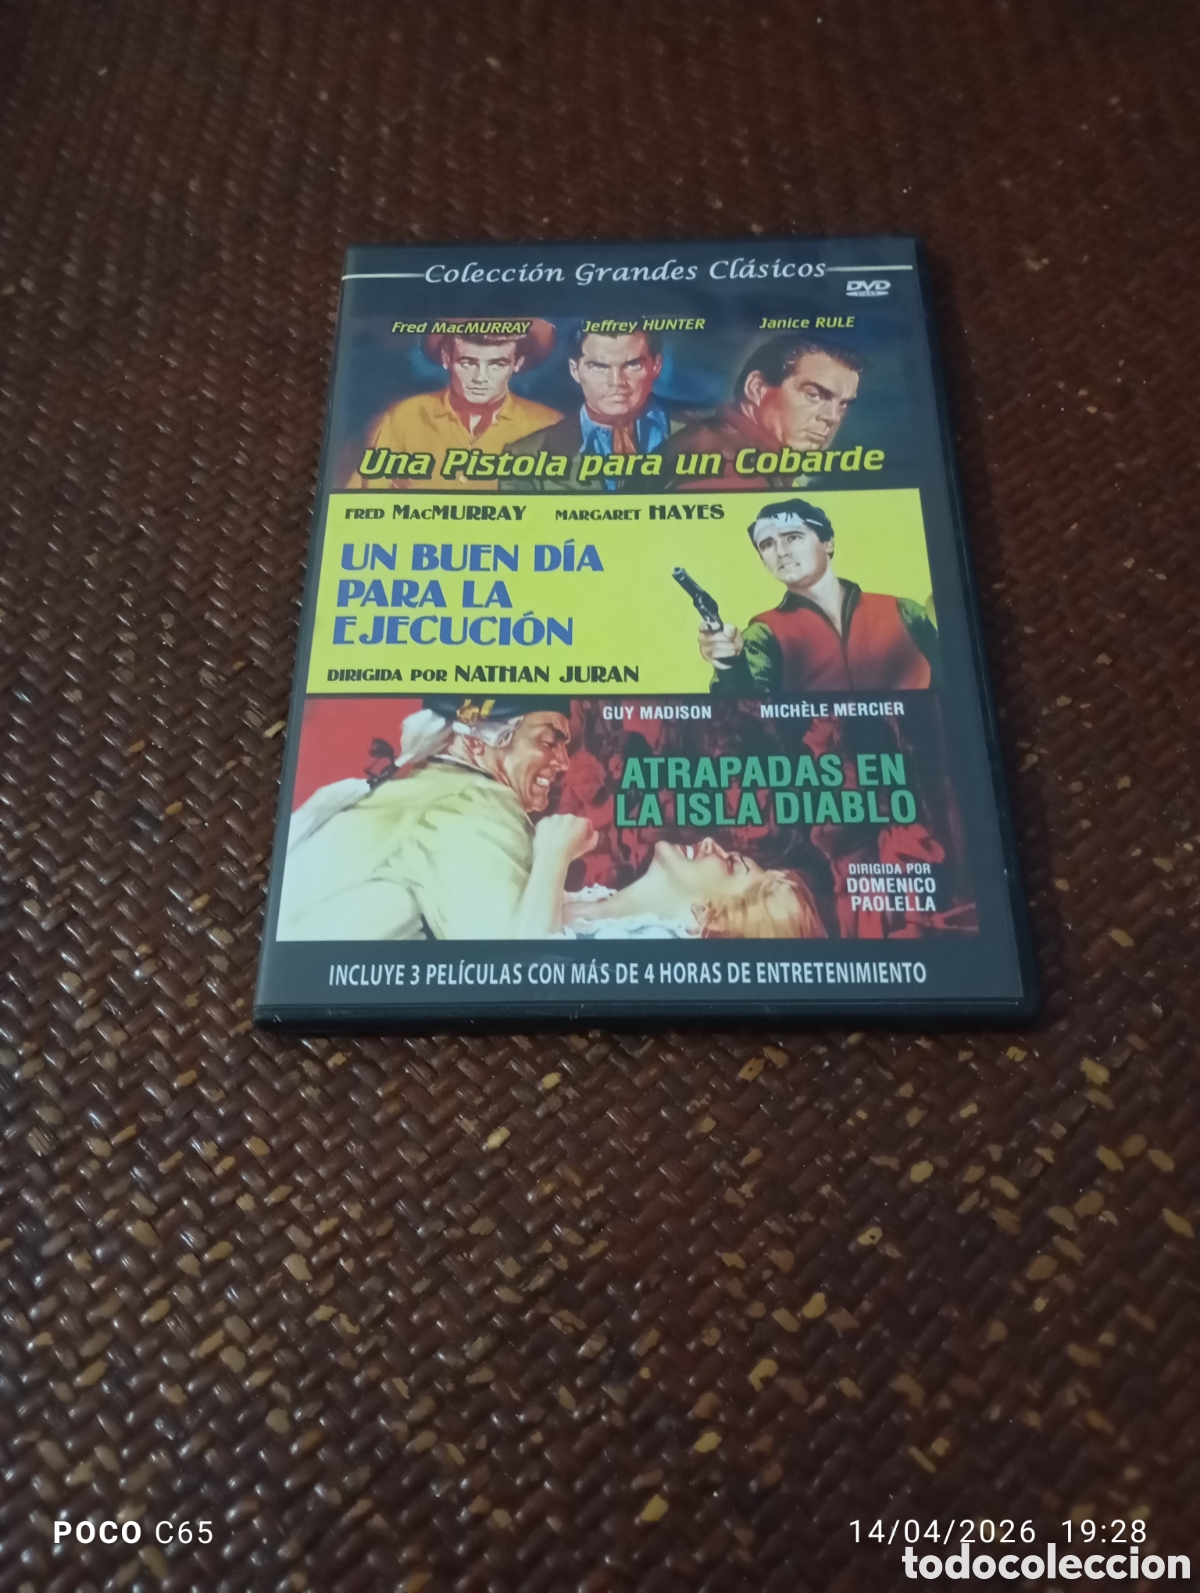 Colección Grandes Clásicos
DVD
VIDEO
Fred MacMURRAY Jeffrey HUNTER Janice RULE
Una Pistola para un Cobarde
FRED MACMURRAY MARGARET HAYES
UN BUEN DÍA
PARA LA
EJECUCIÓN
DIRIGIDA POR NATHAN JURAN
GUY MADISON MICHÈLE MERCIER
ATRAPADAS EN
LA ISLA DIABLO
DIRIGIDA POR
DOMENICO
PAOLELLA
INCLUYE 3 PELÍCULAS CON MÁS DE 4 HORAS DE ENTRETENIMIENTO
POCO C65
14/04/2026 19:28
todocoleccion